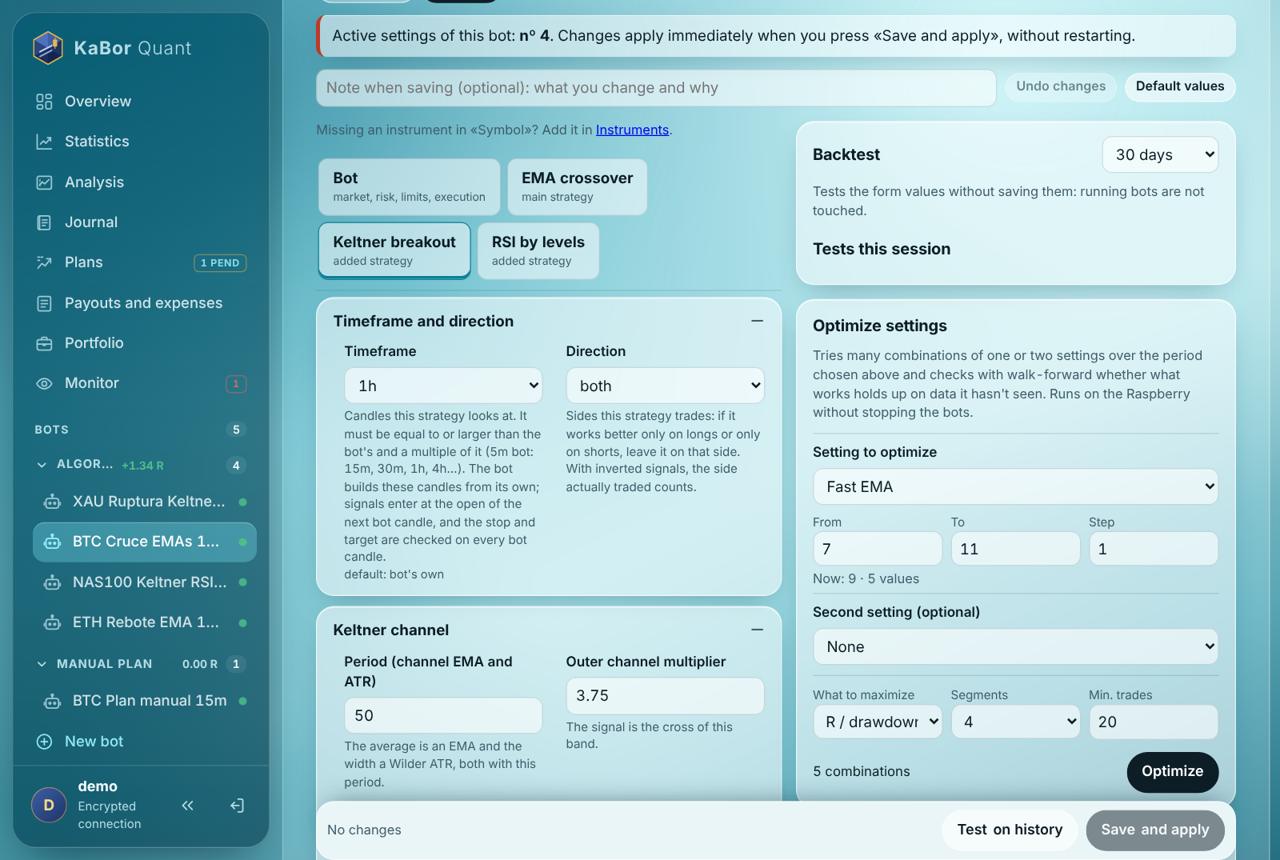 KaBor Quant
Overview
Statistics
Analysis
Journal
Plans
1 PEND
Payouts and expenses
Portfolio
Monitor
1
BOTS
5
ALGOR...
+1.34 R
4
XAU Ruptura Keltne...
BTC Cruce EMAs 1...
NAS100 Keltner RSI...
ETH Rebote EMA 1...
MANUAL PLAN
0.00 R
1
BTC Plan manual 15m
New bot
D
demo
Encrypted
connection
Active settings of this bot: nº 4. Changes apply immediately when you press «Save and apply», without restarting.
Note when saving (optional): what you change and why
Undo changes
Default values
Missing an instrument in «Symbol»? Add it in Instruments.
Bot
market, risk, limits, execution
EMA crossover
main strategy
Keltner breakout
added strategy
RSI by levels
added strategy
Timeframe and direction
Timeframe
1h
Candles this strategy looks at. It
must be equal to or larger than the
bot's and a multiple of it (5m bot:
15m, 30m, 1h, 4h...). The bot
builds these candles from its own;
signals enter at the open of the
next bot candle, and the stop and
target are checked on every bot
candle.
default: bot's own
Direction
both
Sides this strategy trades: if it
works better only on longs or only
on shorts, leave it on that side.
With inverted signals, the side
actually traded counts.
Keltner channel
Period (channel EMA and
ATR)
50
The average is an EMA and the
width a Wilder ATR, both with this
period.
Outer channel multiplier
3.75
The signal is the cross of this
band.
Backtest
30 days
Tests the form values without saving them: running bots are not
touched.
Tests this session
Optimize settings
Tries many combinations of one or two settings over the period
chosen above and checks with walk-forward whether what
works holds up on data it hasn't seen. Runs on the Raspberry
without stopping the bots.
Setting to optimize
Fast EMA
From
To
Step
7
11
1
Now: 9 · 5 values
Second setting (optional)
None
What to maximize
Segments
Min. trades
R / drawdown
4
20
5 combinations
Optimize
No changes
Test on history
Save and apply